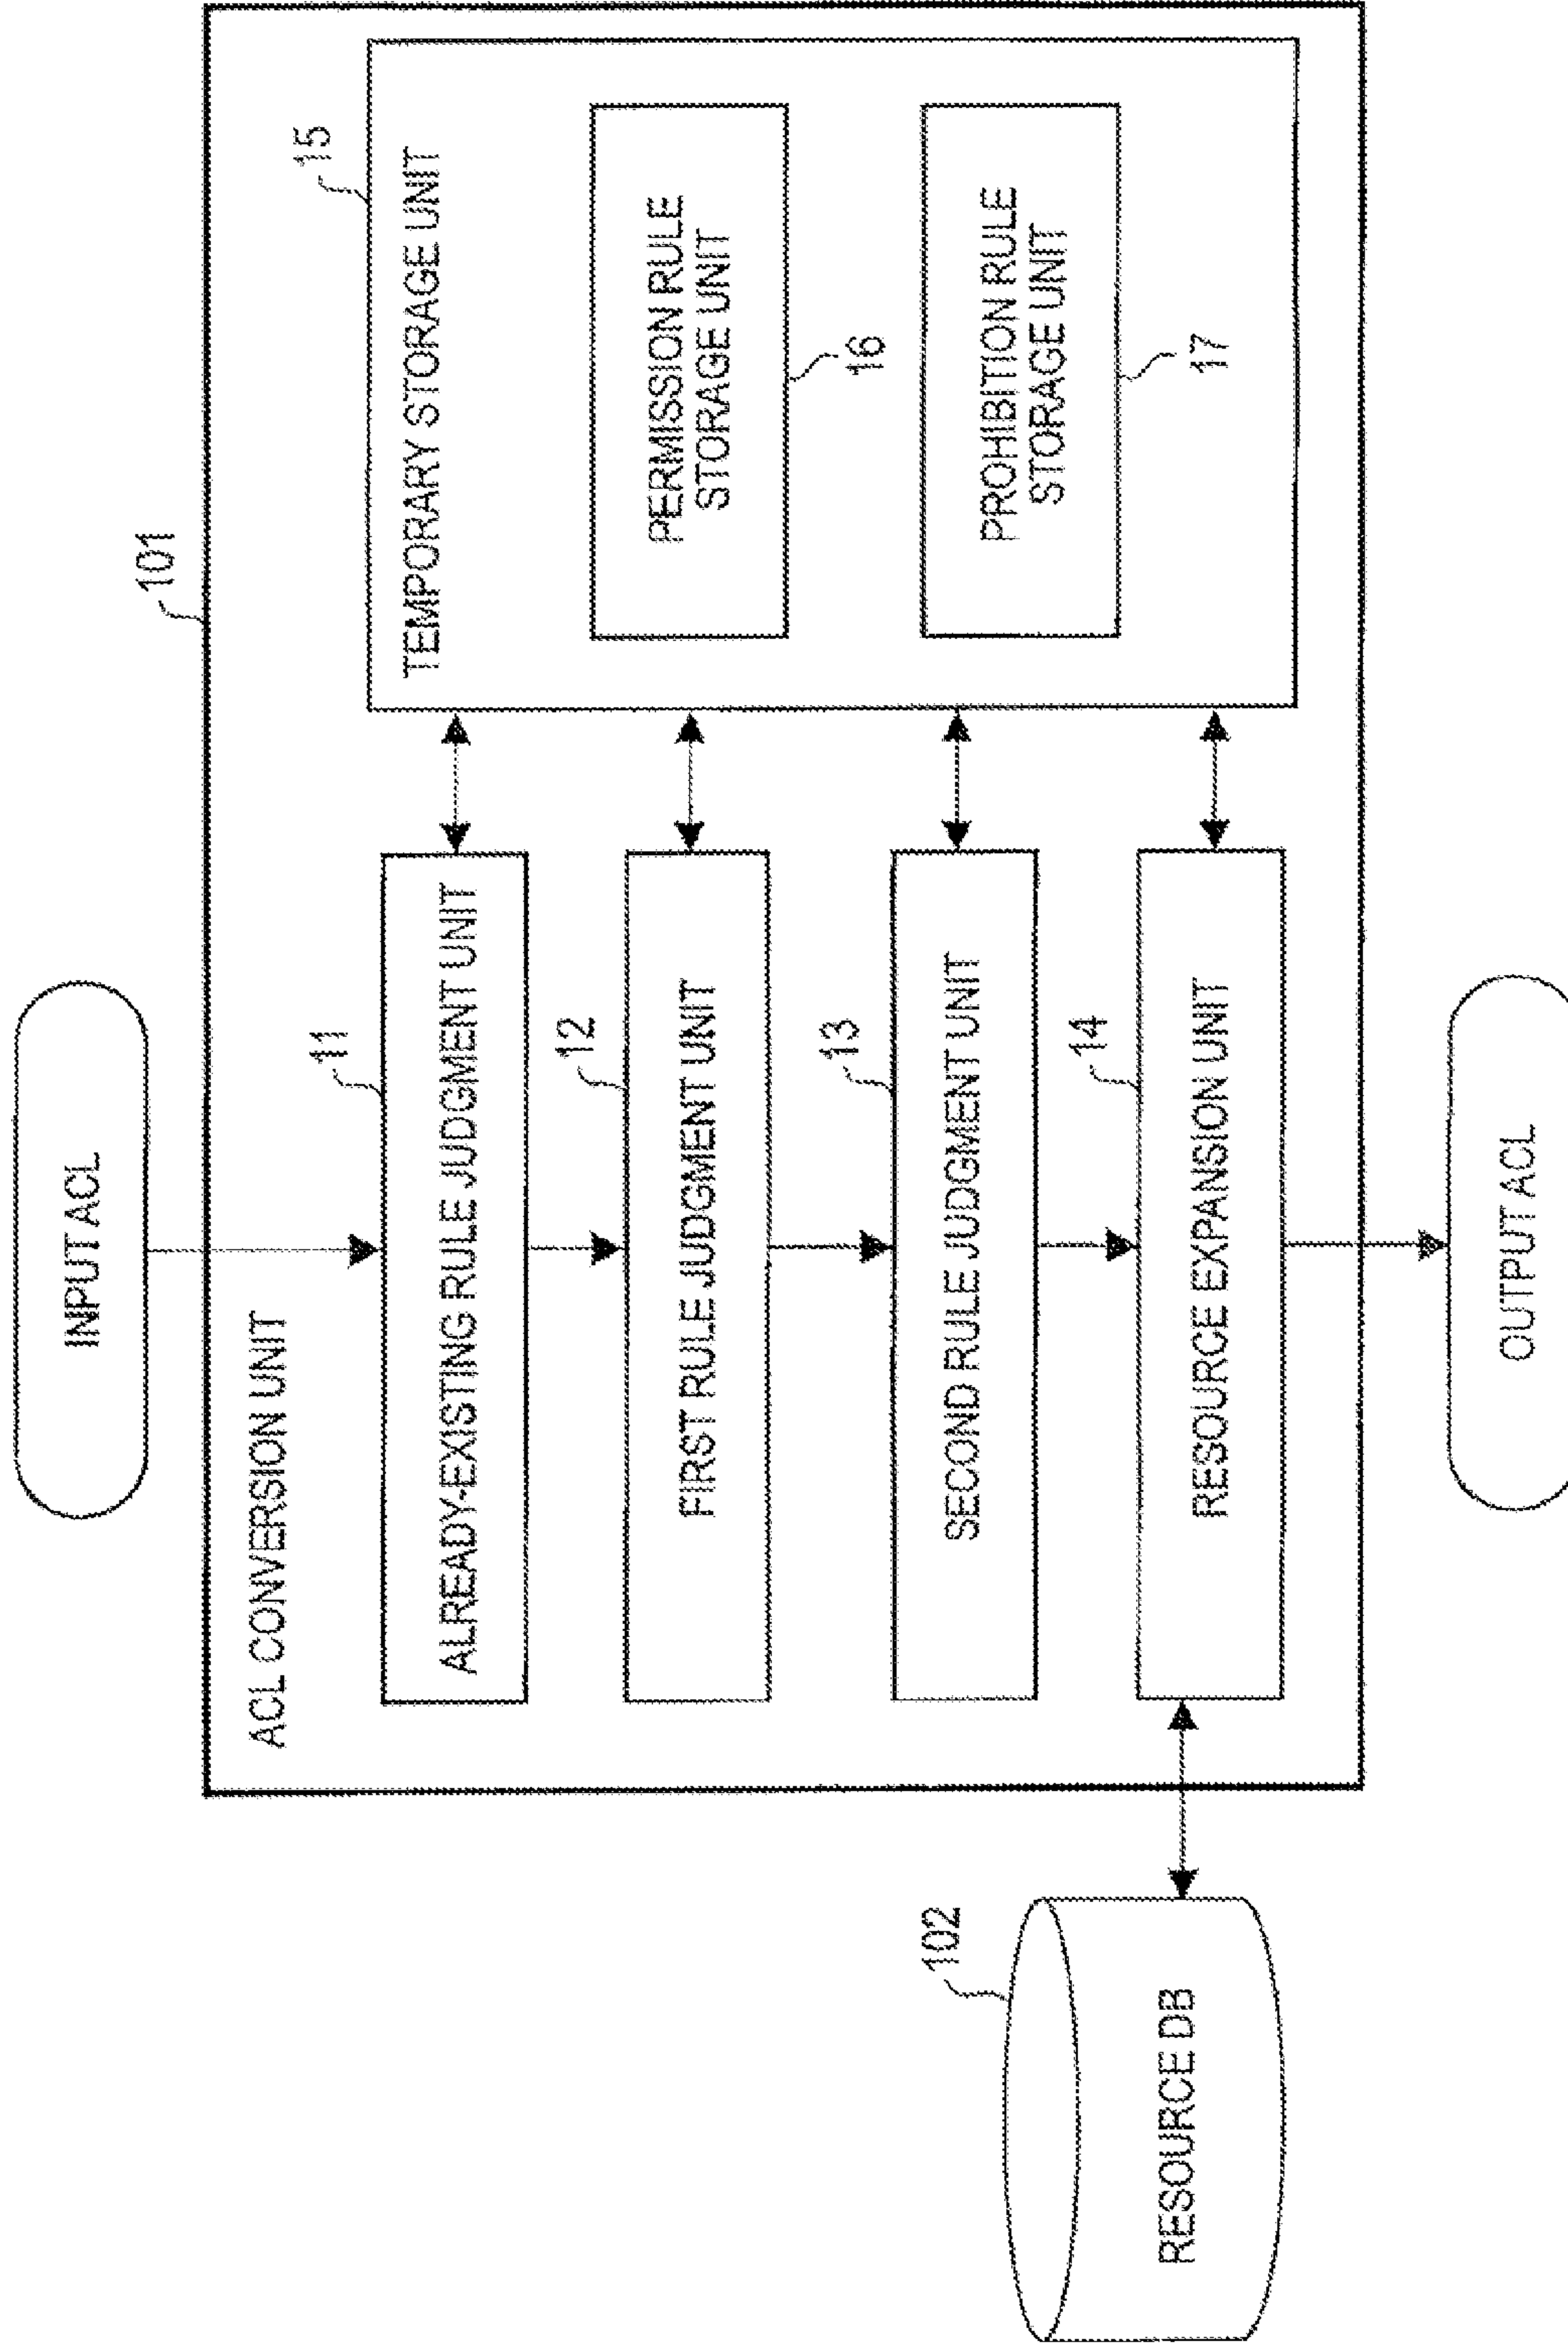 INPUT ACL
101
ACL CONVERSION UNIT
11
ALREADY-EXISTING RULE JUDGMENT UNIT
12
FIRST RULE JUDGMENT UNIT
13
SECOND RULE JUDGMENT UNIT
14
RESOURCE EXPANSION UNIT
15
TEMPORARY STORAGE UNIT
PERMISSION RULE
STORAGE UNIT
16
PROHIBITION RULE
STORAGE UNIT
17
102
RESOURCE DB
OUTPUT ACL